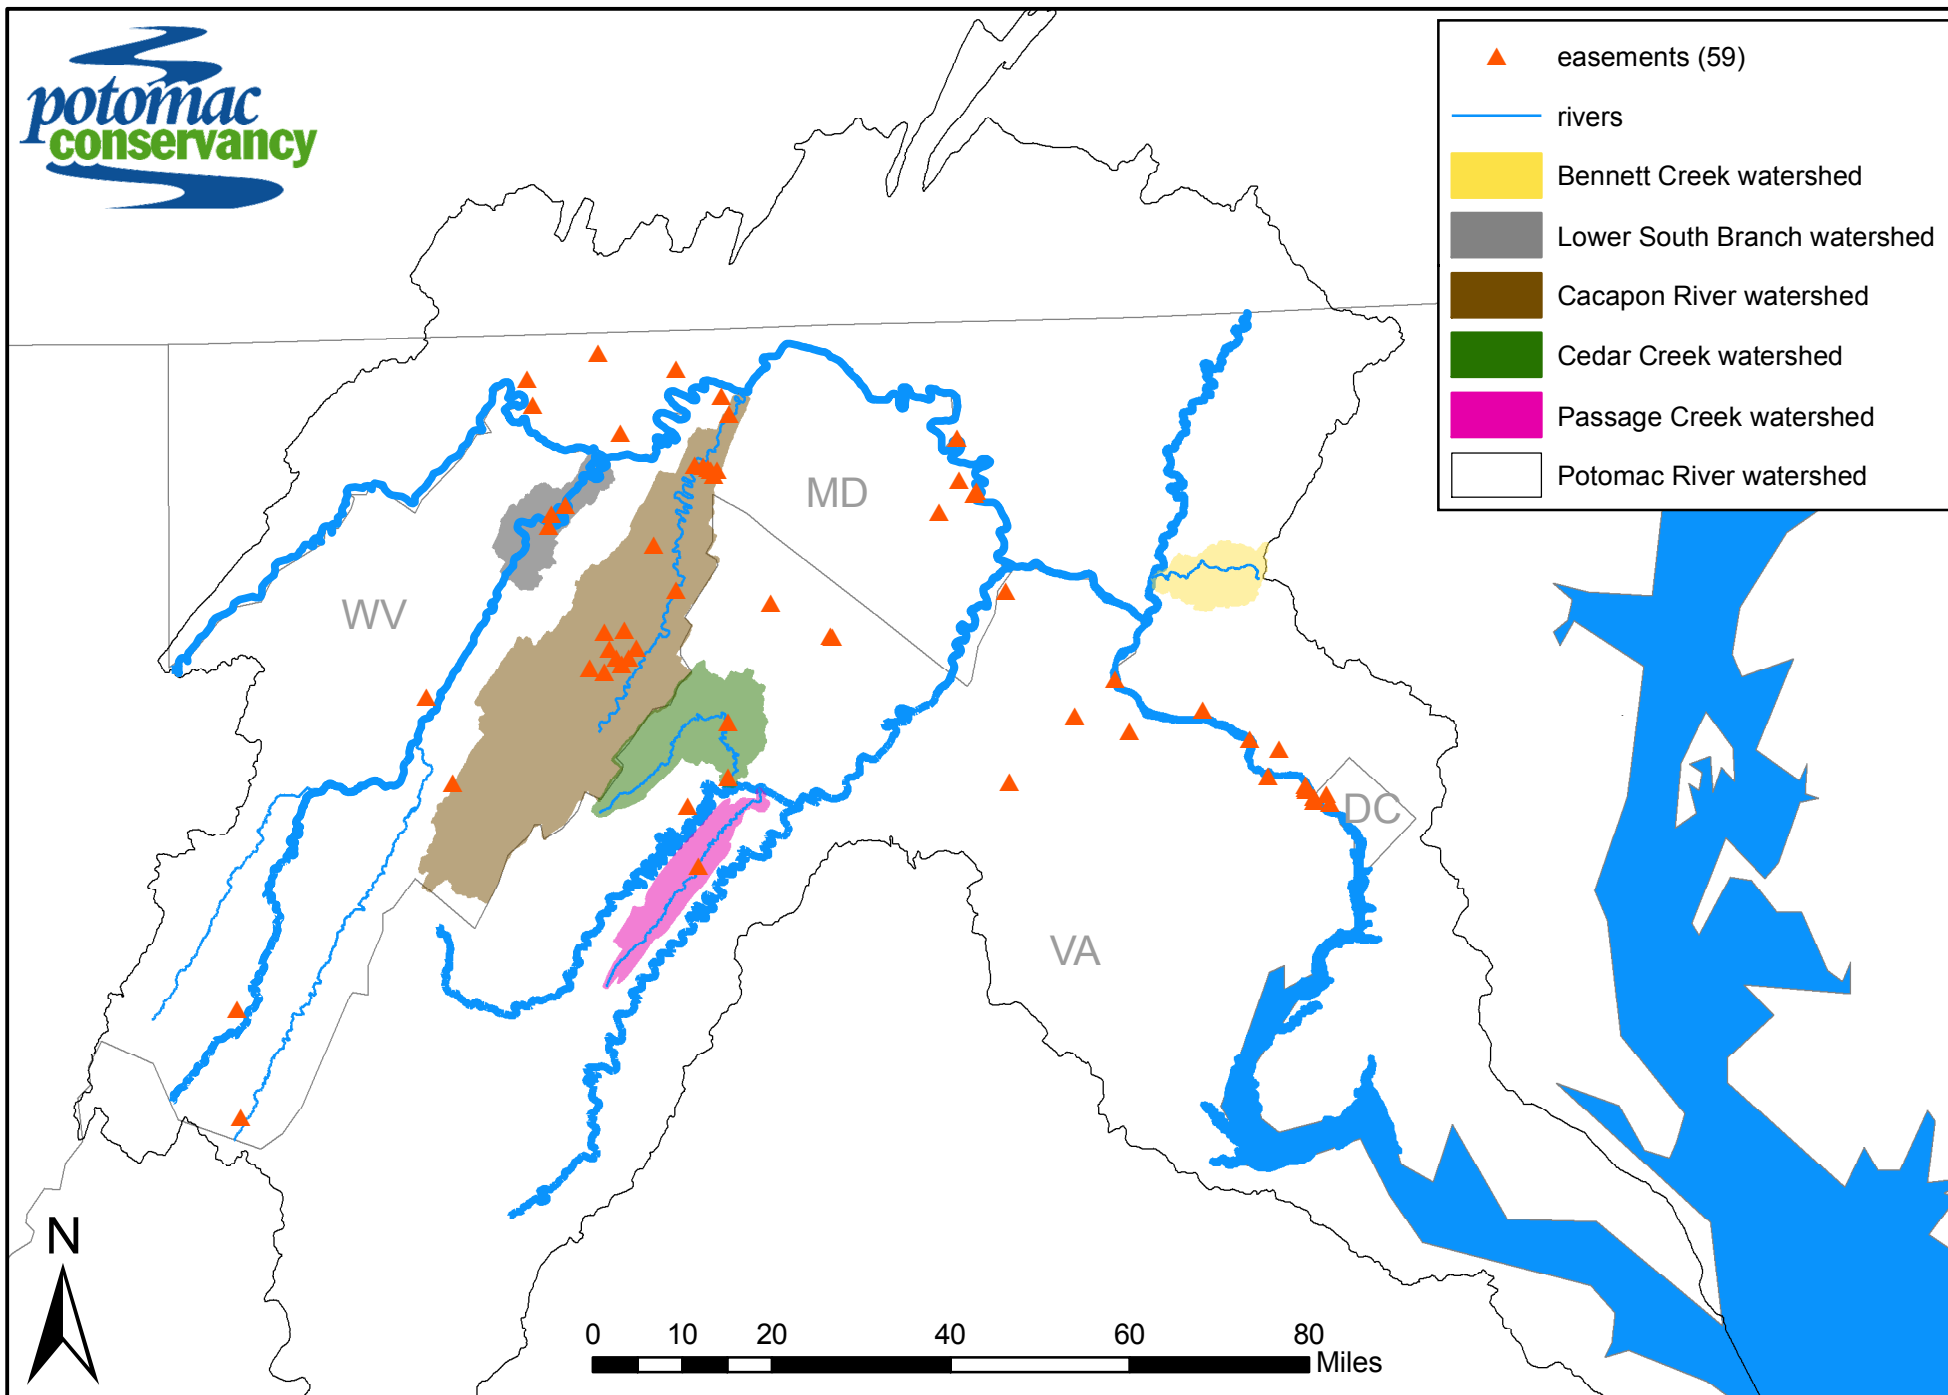 potomac
conservancy
easements (59)
rivers
Bennett Creek watershed
Lower South Branch watershed
Cacapon River watershed
Cedar Creek watershed
Passage Creek watershed
Potomac River watershed
MD
WV
DC
VA
N
0 10 20 40 60 80
Miles